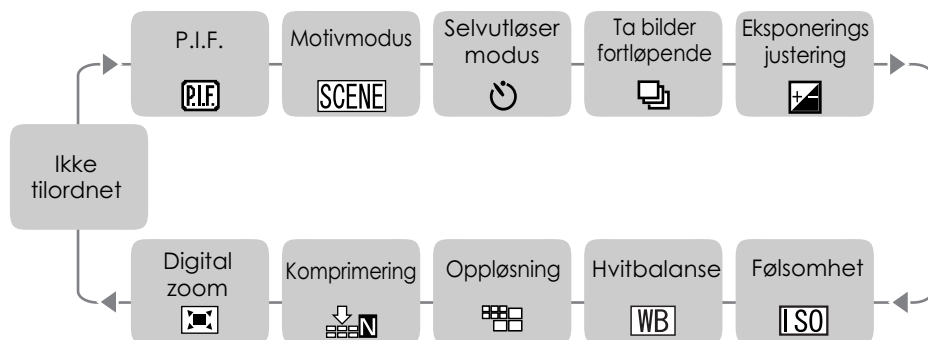 P.I.F.
P.I.F.
Motivmodus
SCENE
Selvutløser
modus
Ta bilder
fortløpende
Eksponerings
justering
+-
Ikke
tilordnet
Digital
zoom
Komprimering
N
Oppløsning
Hvitbalanse
WB
Følsomhet
ISO